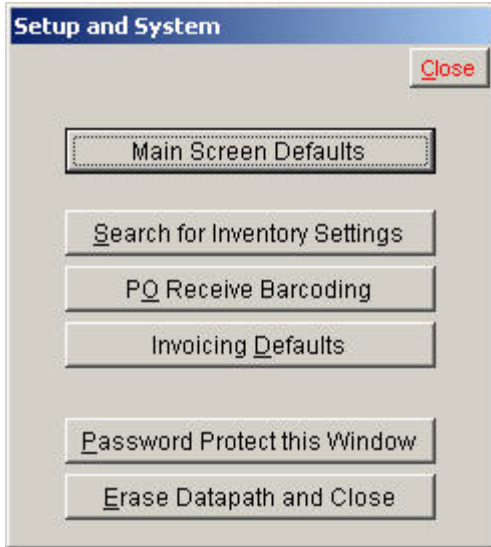 Setup and System
Close
Main Screen Defaults
Search for Inventory Settings
PO Receive Barcoding
Invoicing Defaults
Password Protect this Window
Erase Datapath and Close